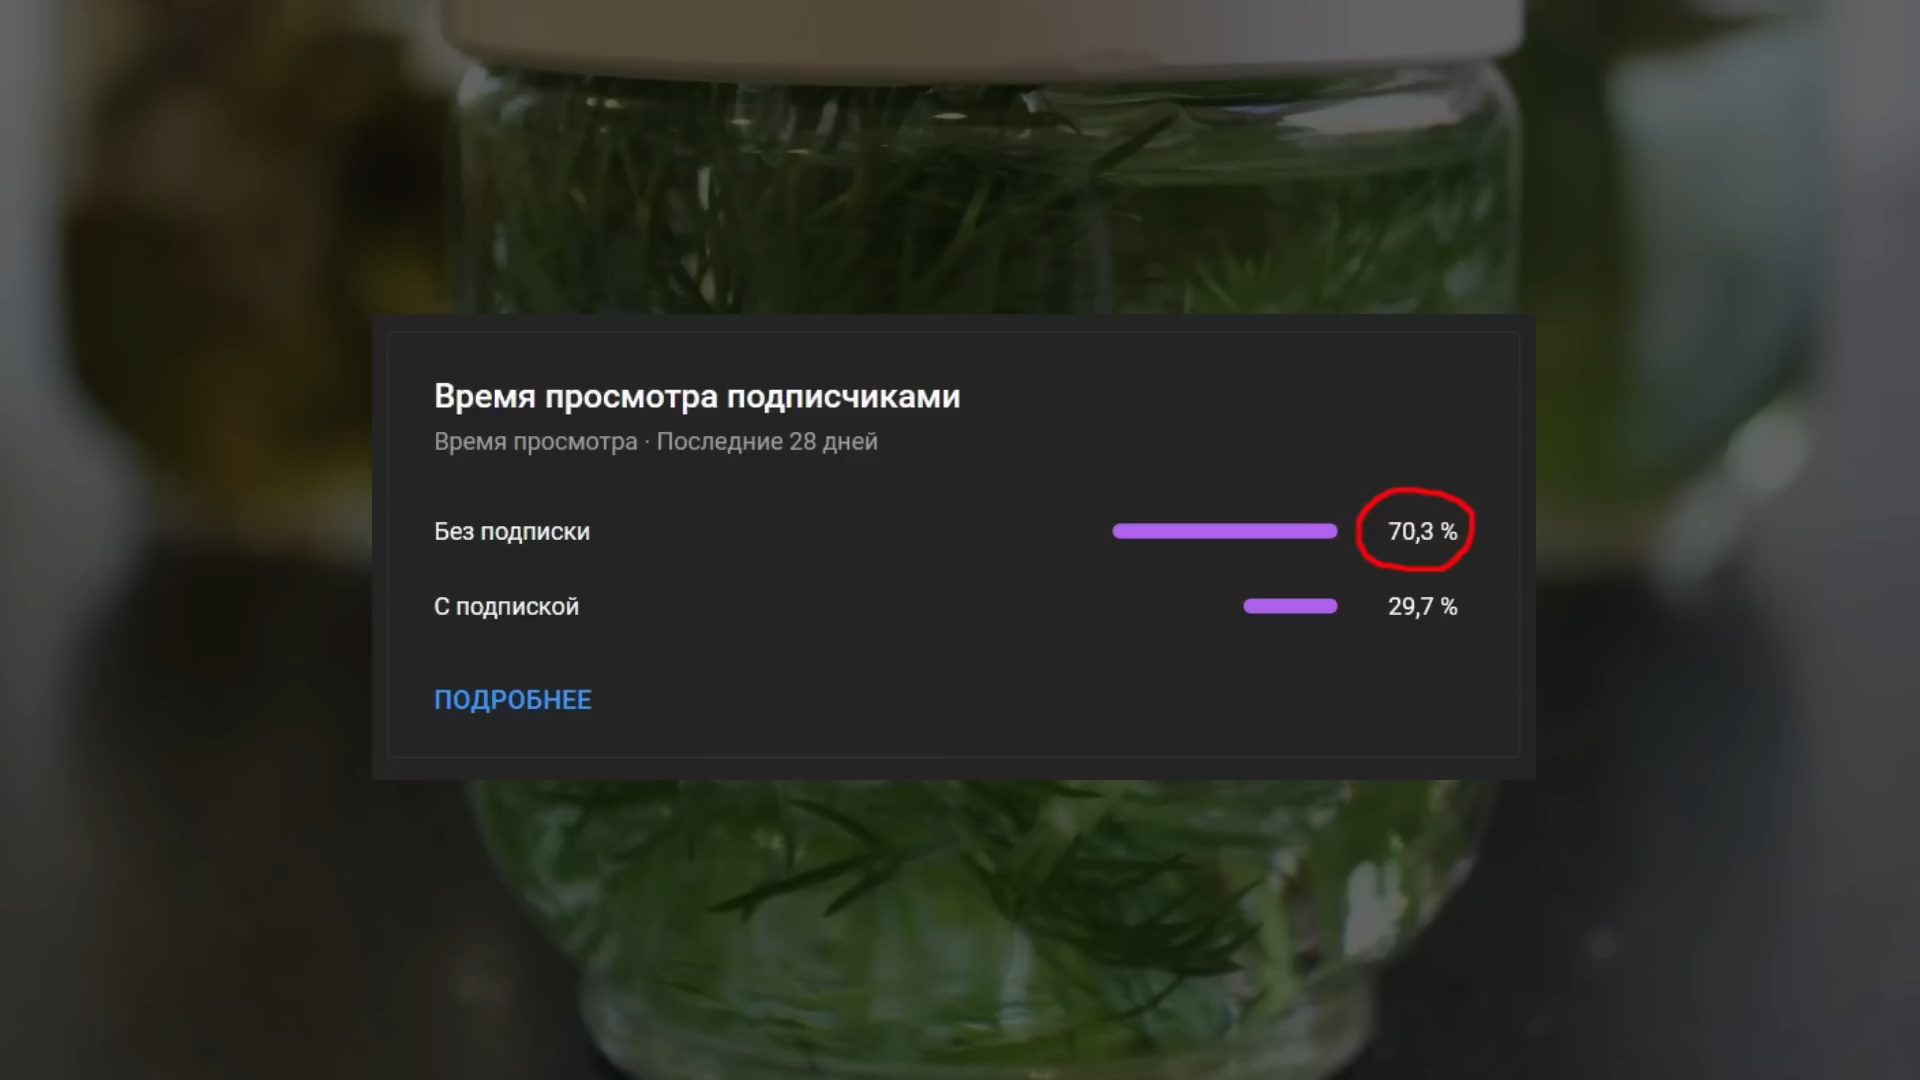 Время просмотра подписчиками
Время просмотра · Последние 28 дней
Без подписки 70,3 %
С подпиской 29,7 %
ПОДРОБНЕЕ